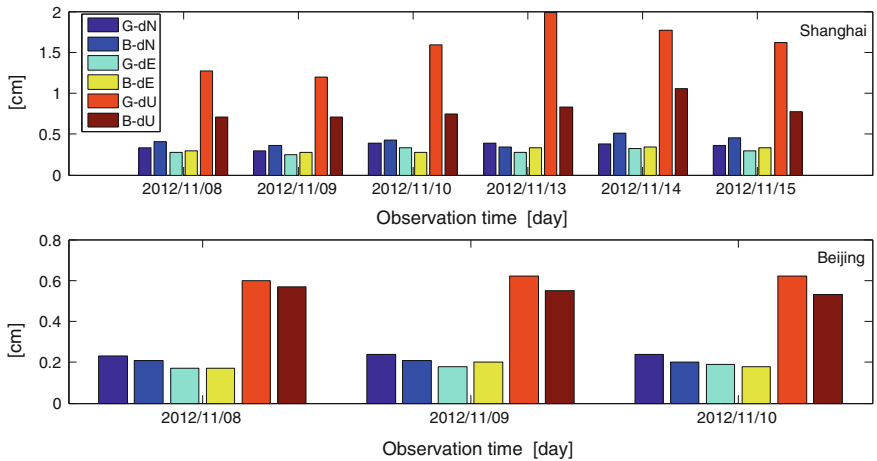 2
1.5
1
0.5
0
[cm]
G-dN
B-dN
G-dE
B-dE
G-dU
B-dU
Shanghai
2012/11/08 2012/11/09 2012/11/10 2012/11/13 2012/11/14 2012/11/15
Observation time [day]
0.8
0.6
0.4
0.2
0
[cm]
Beijing
2012/11/08 2012/11/09 2012/11/10
Observation time [day]